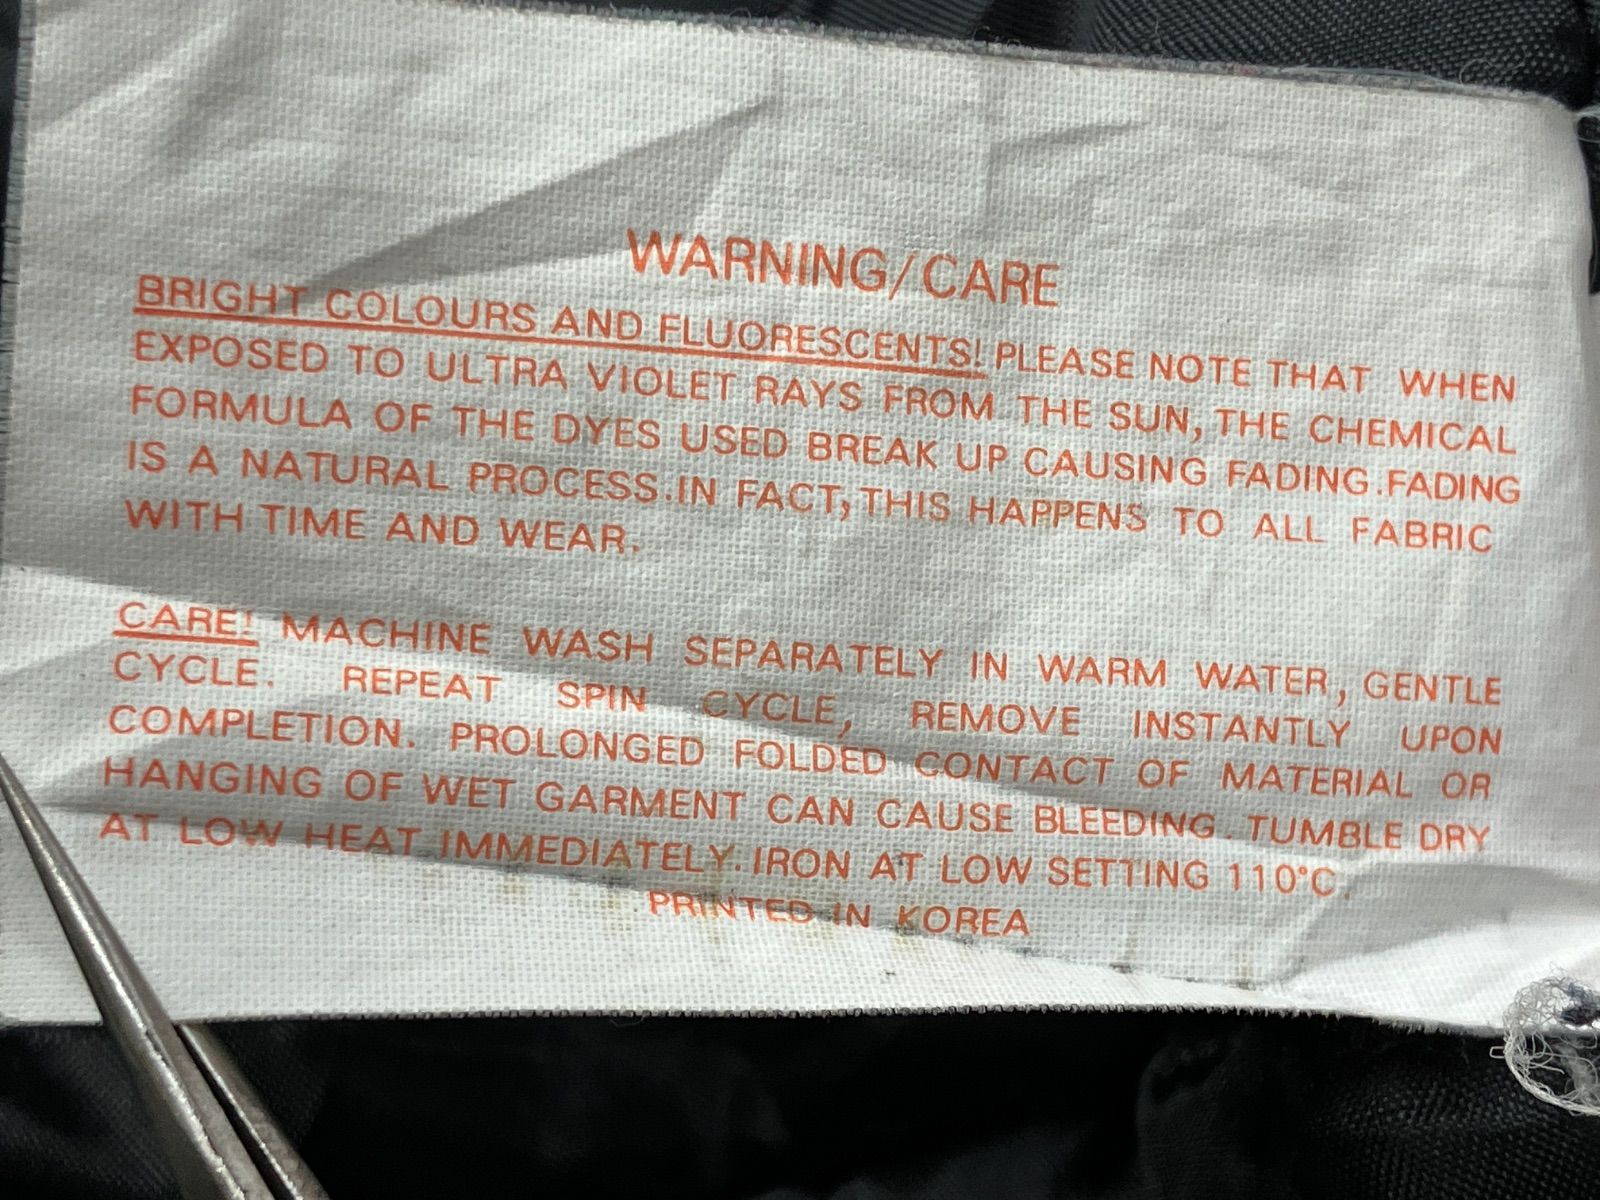 WARNING/CARE
BRIGHT COLOURS AND FLUORESCENTS! PLEASE NOTE THAT WHEN
EXPOSED TO ULTRA VIOLET RAYS FROM THE SUN, THE CHEMICAL
FORMULA OF THE DYES USED BREAK UP CAUSING FADING. FADING
IS A NATURAL PROCESS. IN FACT, THIS HAPPENS TO ALL FABRIC
WITH TIME AND WEAR.
CARE! MACHINE WASH SEPARATELY IN WARM WATER, GENTLE
CYCLE. REPEAT SPIN CYCLE, REMOVE INSTANTLY UPON
COMPLETION. PROLONGED FOLDED CONTACT OF MATERIAL OR
HANGING OF WET GARMENT CAN CAUSE BLEEDING. TUMBLE DRY
AT LOW HEAT IMMEDIATELY. IRON AT LOW SETTING 110°C.
PRINTED IN KOREA